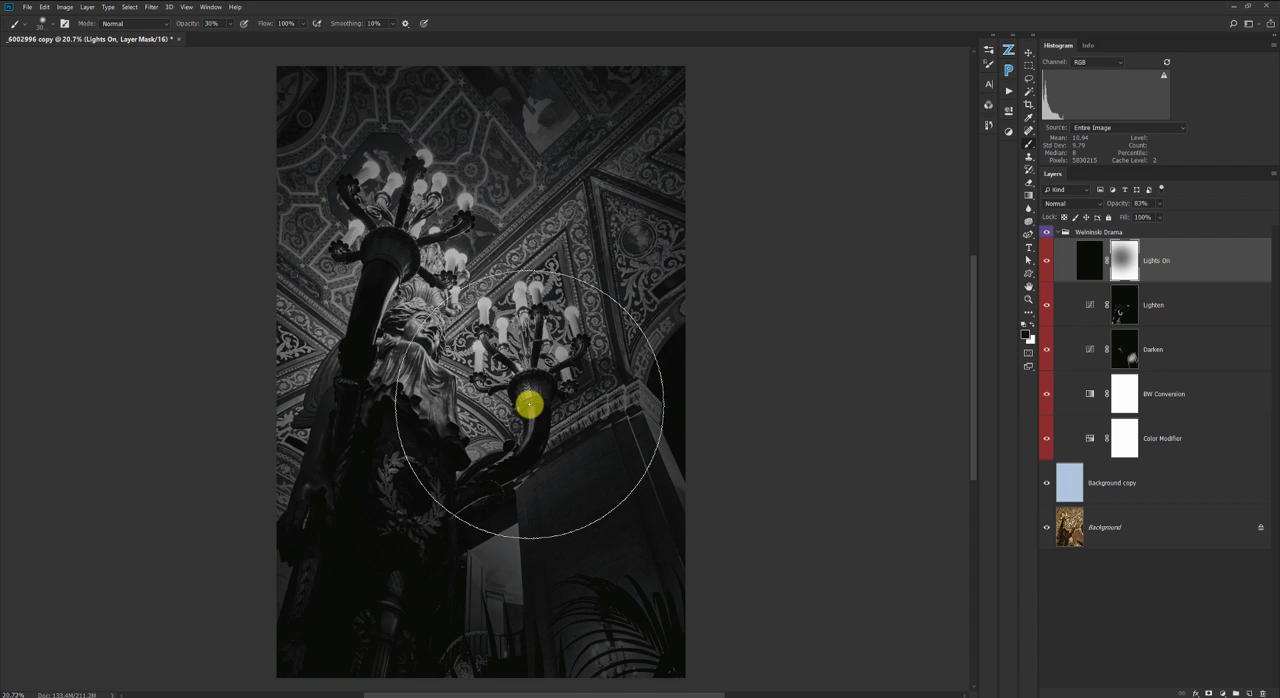 File Edit Image Layer Type Select Filter 3D View Window Help
30 Mode: Normal Opacity: 30% Flow: 100% Smoothing: 10%
_6002996 copy @ 20.7% (Lights On, Layer Mask/16) * ×
Histogram Info
Channel: RGB
Source: Entire Image
Mean: 10.94 Level:
Std Dev: 9.79 Count:
Median: 8 Percentile:
Pixels: 5830215 Cache Level: 2
Layers
Kind
Normal Opacity: 83%
Lock: Fill: 100%
Welninski Drama
Lights On
Lighten
Darken
BW Conversion
Color Modifier
Background copy
Background
20.72% Doc: 133.4M/211.2M